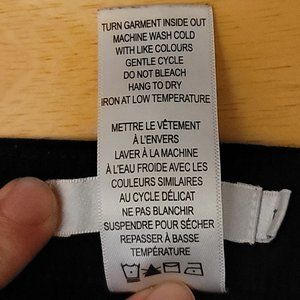 TURN GARMENT INSIDE OUT
MACHINE WASH COLD
WITH LIKE COLOURS
GENTLE CYCLE
DO NOT BLEACH
HANG TO DRY
IRON AT LOW TEMPERATURE
METTRE LE VÊTEMENT
À L'ENVERS
LAVER À LA MACHINE
À L'EAU FROIDE AVEC LES
COULEURS SIMILAIRES
AU CYCLE DÉLICAT
NE PAS BLANCHIR
SUSPENDRE POUR SÉCHER
REPASSER À BASSE
TEMPÉRATURE